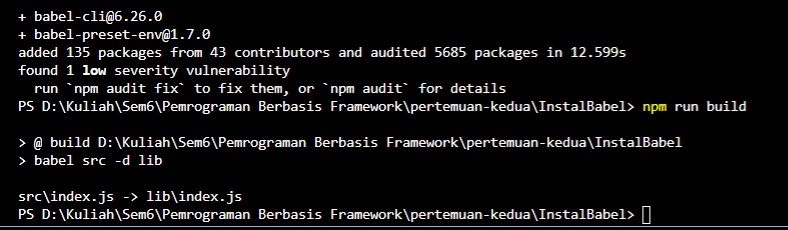 + babel-cli@6.26.0
+ babel-preset-env@1.7.0
added 135 packages from 43 contributors and audited 5685 packages in 12.599s
found 1 low severity vulnerability
  run `npm audit fix` to fix them, or `npm audit` for details
PS D:\Kuliah\Sem6\Pemrograman Berbasis Framework\pertemuan-kedua\InstalBabel> npm run build
> @ build D:\Kuliah\Sem6\Pemrograman Berbasis Framework\pertemuan-kedua\InstalBabel
> babel src -d lib
src\index.js -> lib\index.js
PS D:\Kuliah\Sem6\Pemrograman Berbasis Framework\pertemuan-kedua\InstalBabel>